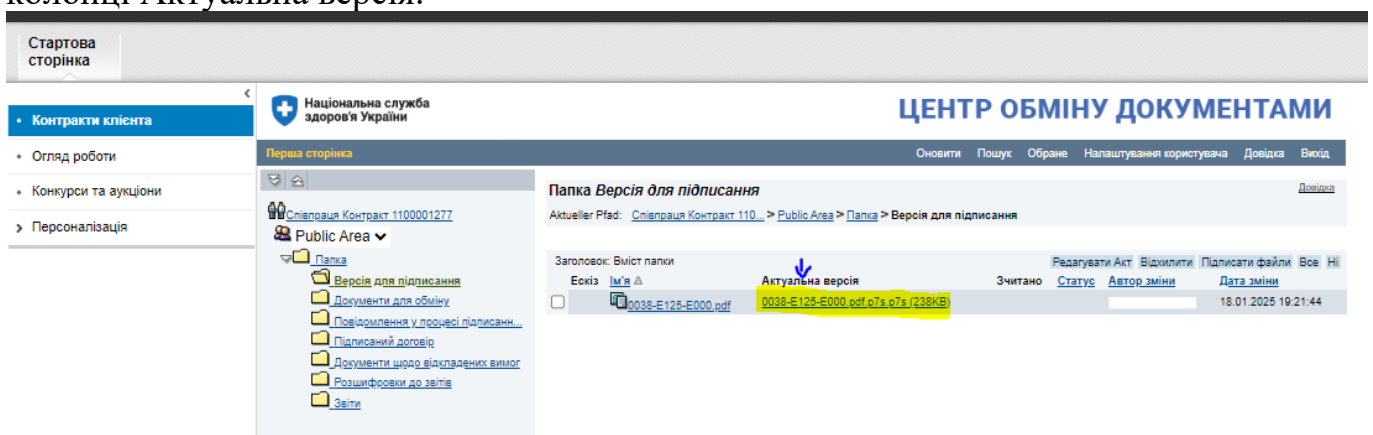 колонці Актуальна версія.
Стартова
сторінка
Контракти клієнта
Огляд роботи
Конкурси та аукціони
Персоналізація
Національна служба
здоров'я України
ЦЕНТР ОБМІНУ ДОКУМЕНТАМИ
Перша сторінка Оновити Пошук Обране Налаштування користувача Довідка Вихід
Співпраця Контракт 1100001277
Public Area
Папка
Версія для підписання
Документи для обміну
Повідомлення у процесі підписанн...
Підписаний договір
Документи щодо відкладених вимог
Розшифровки до звітів
Звіти
Папка Версія для підписання Довідка
Aktueller Pfad: Співпраця Контракт 110... > Public Area > Папка > Версія для підписання
Заголовок: Вміст папки Редагувати Акт Відхилити Підписати файли Все Ні
Ескіз Ім'я Актуальна версія Зчитано Статус Автор зміни Дата зміни
0038-E125-E000.pdf 0038-E125-E000.pdf.p7s.p7s (238KB) 18.01.2025 19:21:44